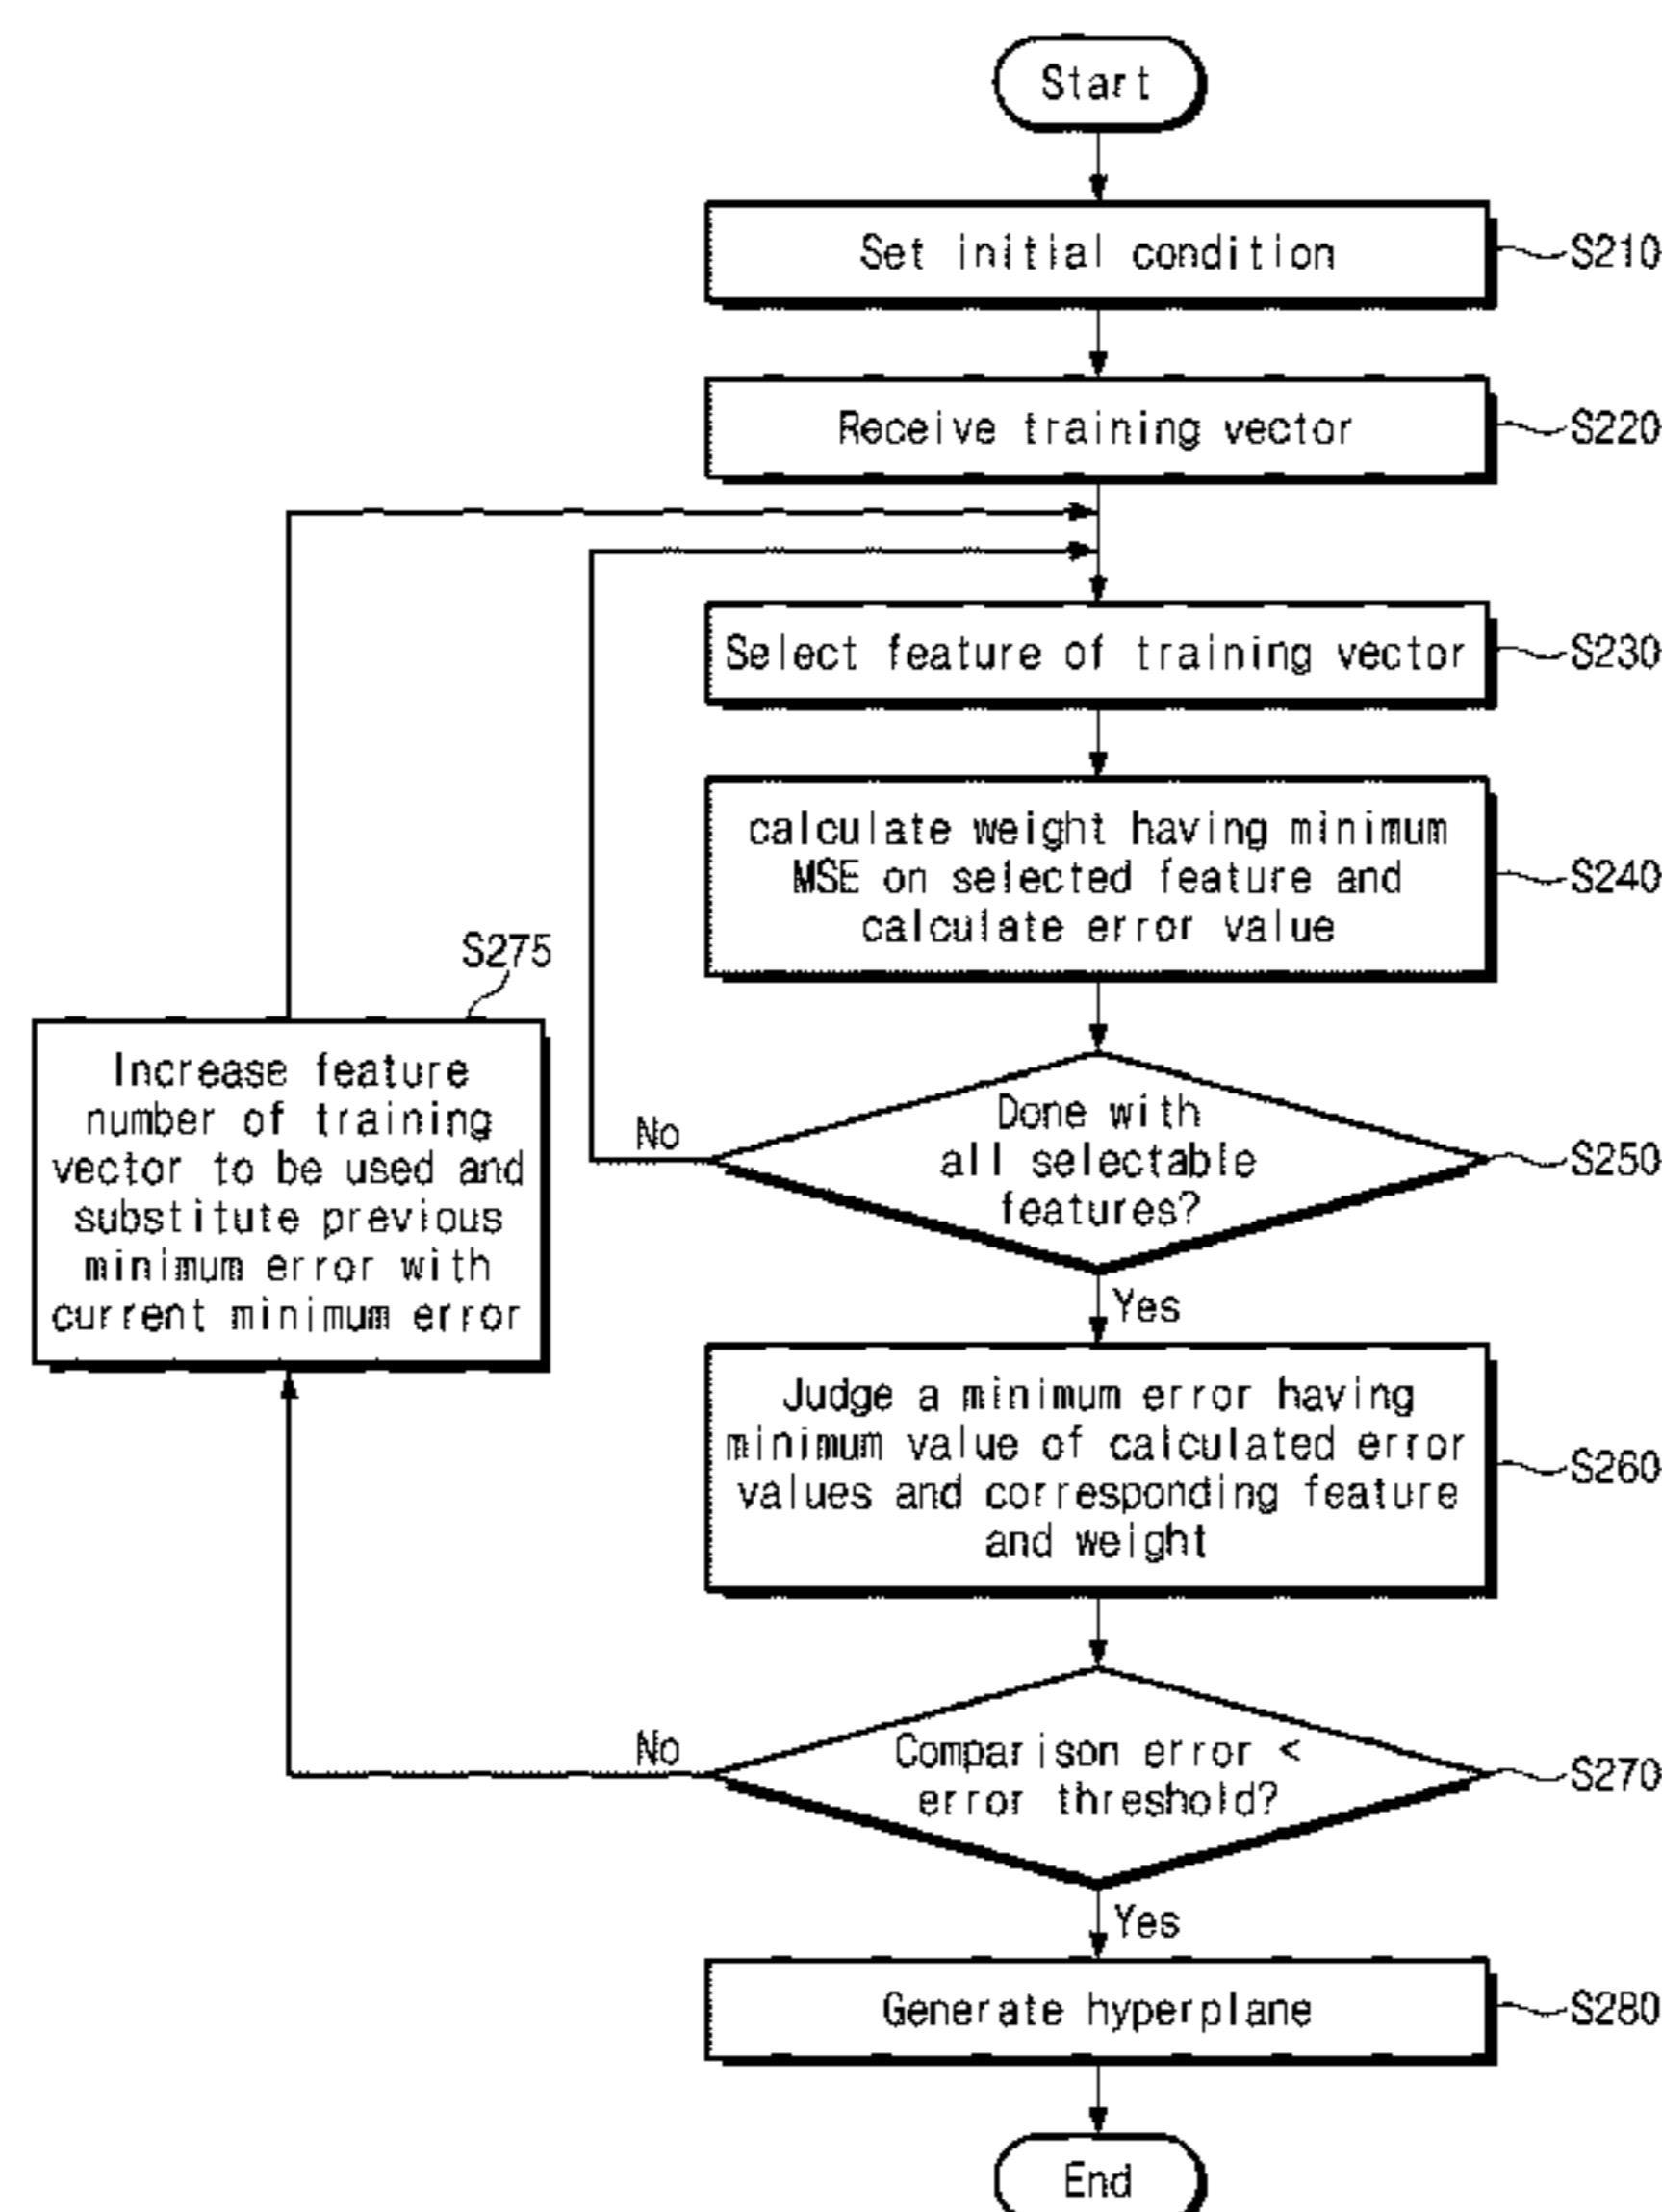 Start
Set initial condition
S210
Receive training vector
S220
Select feature of training vector
S230
calculate weight having minimum
MSE on selected feature and
calculate error value
S240
S275
Increase feature
number of training
vector to be used and
substitute previous
minimum error with
current minimum error
No
Done with
all selectable
features?
S250
Yes
Judge a minimum error having
minimum value of calculated error
values and corresponding feature
and weight
S260
No
Comparison error <
error threshold?
S270
Yes
Generate hyperplane
S280
End